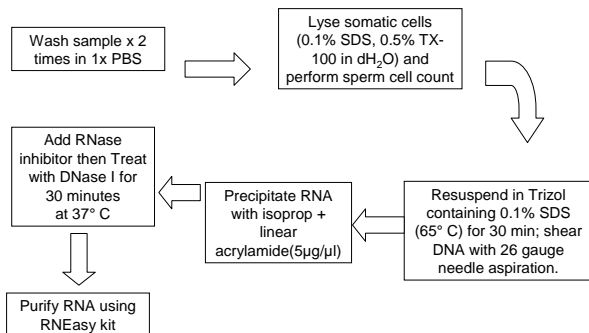 Wash sample x 2
times in 1x PBS
Lyse somatic cells
(0.1% SDS, 0.5% TX-
100 in dH₂O) and
perform sperm cell count
Resuspend in Trizol
containing 0.1% SDS
(65° C) for 30 min; shear
DNA with 26 gauge
needle aspiration.
Precipitate RNA
with isoprop +
linear
acrylamide(5µg/µl)
Add RNase
inhibitor then Treat
with DNase I for
30 minutes
at 37° C
Purify RNA using
RNEasy kit